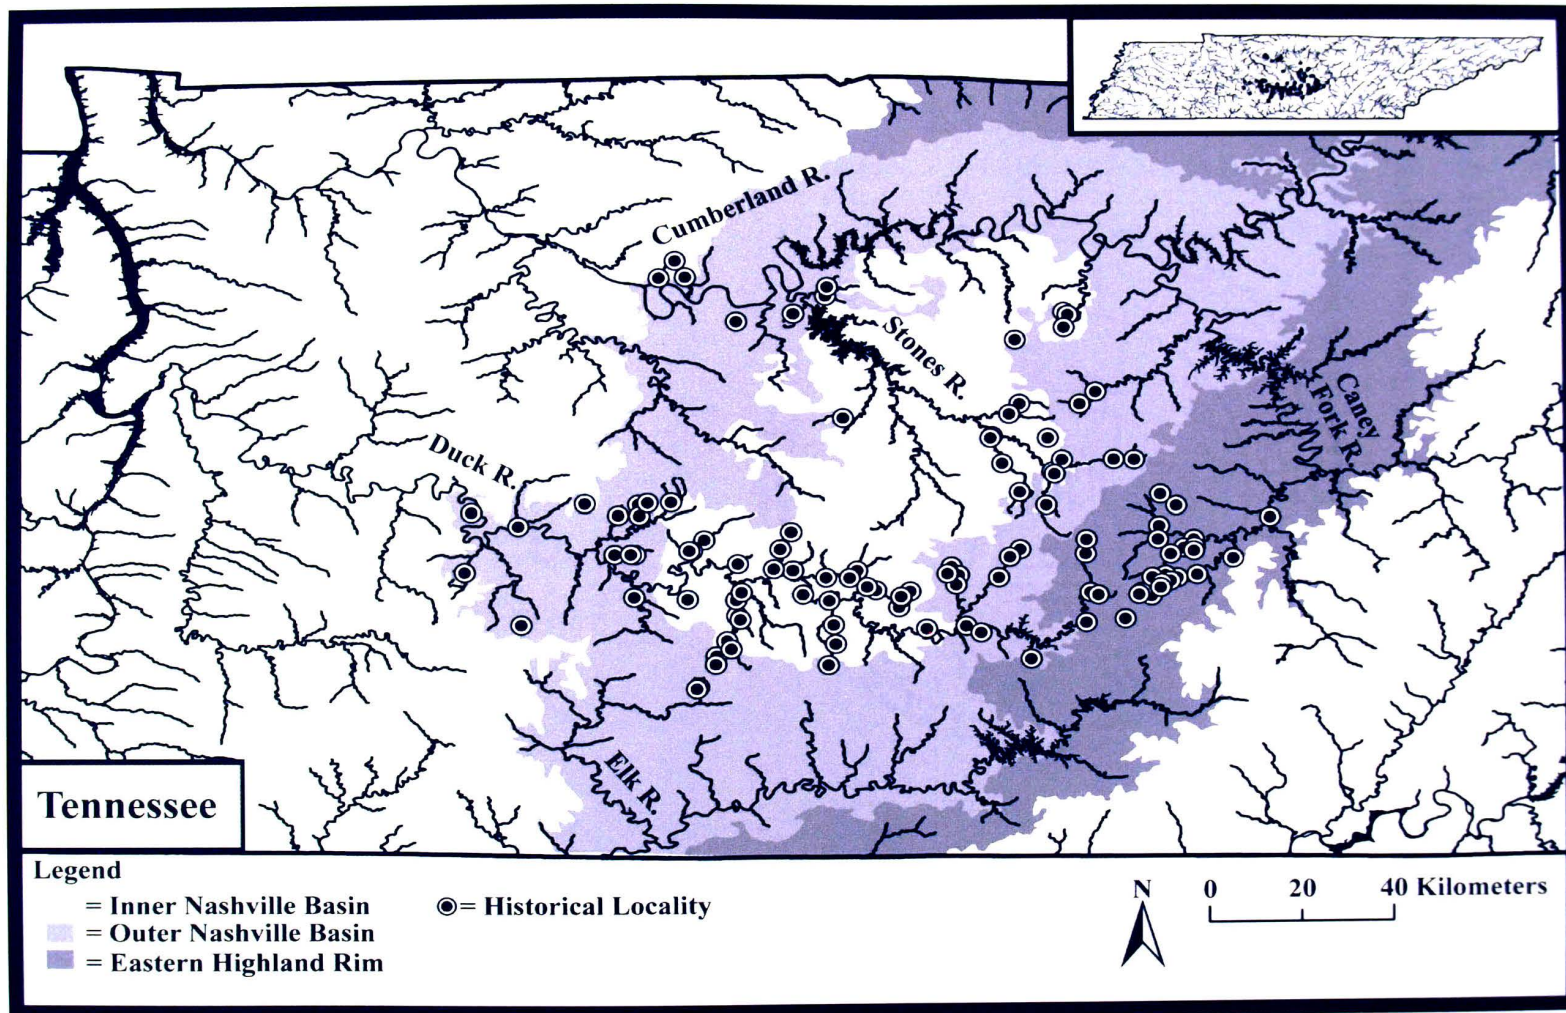 Cumberland R.
Stones R.
Caney
Fork R.
Duck R.
Elk R.
Tennessee
Legend
= Inner Nashville Basin
= Outer Nashville Basin
= Eastern Highland Rim
= Historical Locality
N
0 20 40 Kilometers